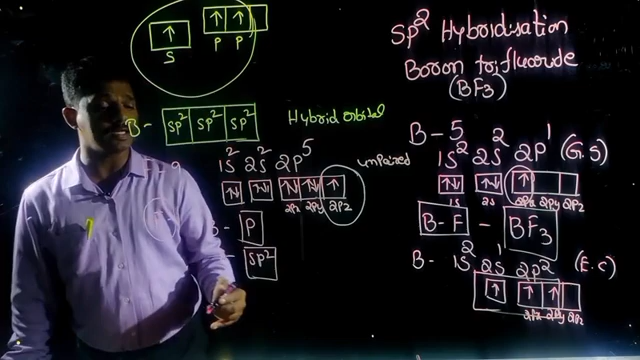 ↑ ↑ ↑
S P P
B - SP² SP² SP² Hybrid orbital
9 1S² 2S² 2P⁵ unpaired
↑↓ ↑↓ ↑↓ ↑↓ ↑
2Px 2Py 2Pz
P
SP²
SP² Hybridisation
Boron trifluoride
(BF₃)
B - 5
1S² 2S² 2P¹ (G.S)
↑↓ ↑↓ ↑
1S 2S 2Px 2Py 2Pz
B - F - BF₃
B - 1S² 2S¹ 2P² (E.C)
↑ ↑ ↑
2Px 2Py 2Pz